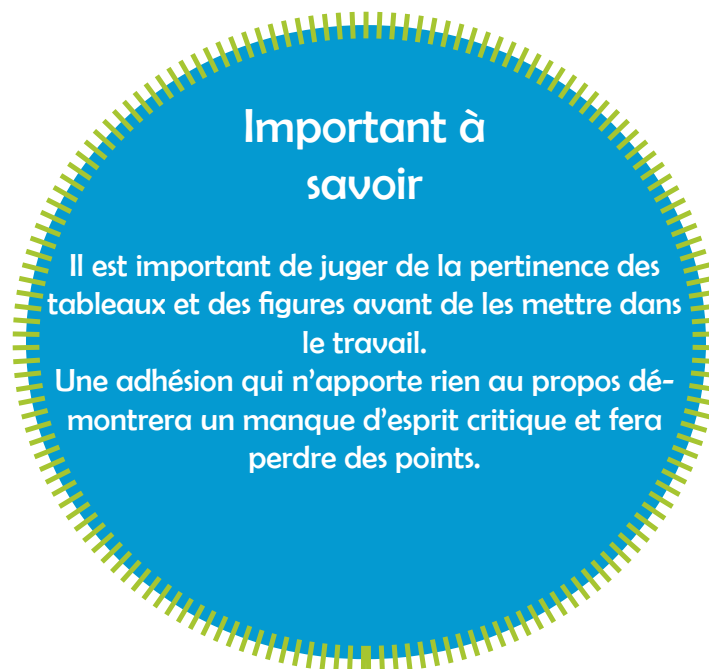 Important à
savoir
Il est important de juger de la pertinence des
tableaux et des figures avant de les mettre dans
le travail.
Une adhésion qui n’apporte rien au propos dé-
montrera un manque d’esprit critique et fera
perdre des points.